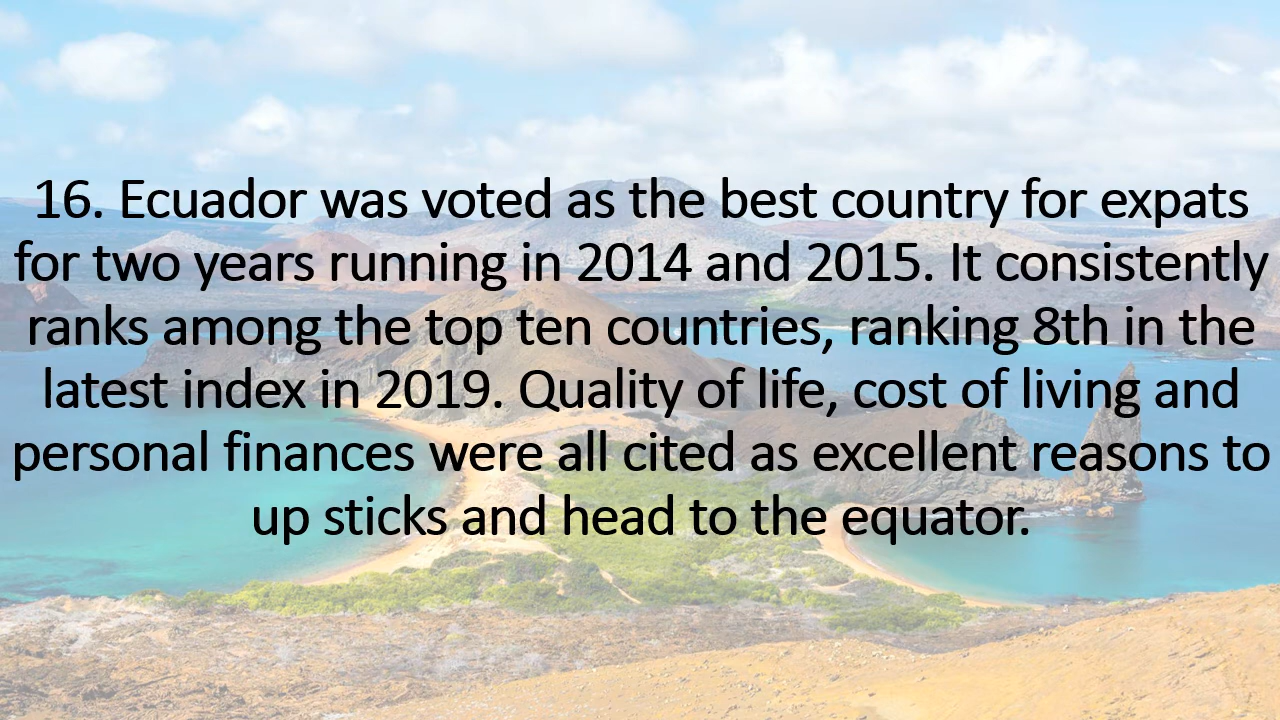 16. Ecuador was voted as the best country for expats
for two years running in 2014 and 2015. It consistently
ranks among the top ten countries, ranking 8th in the
latest index in 2019. Quality of life, cost of living and
personal finances were all cited as excellent reasons to
up sticks and head to the equator.